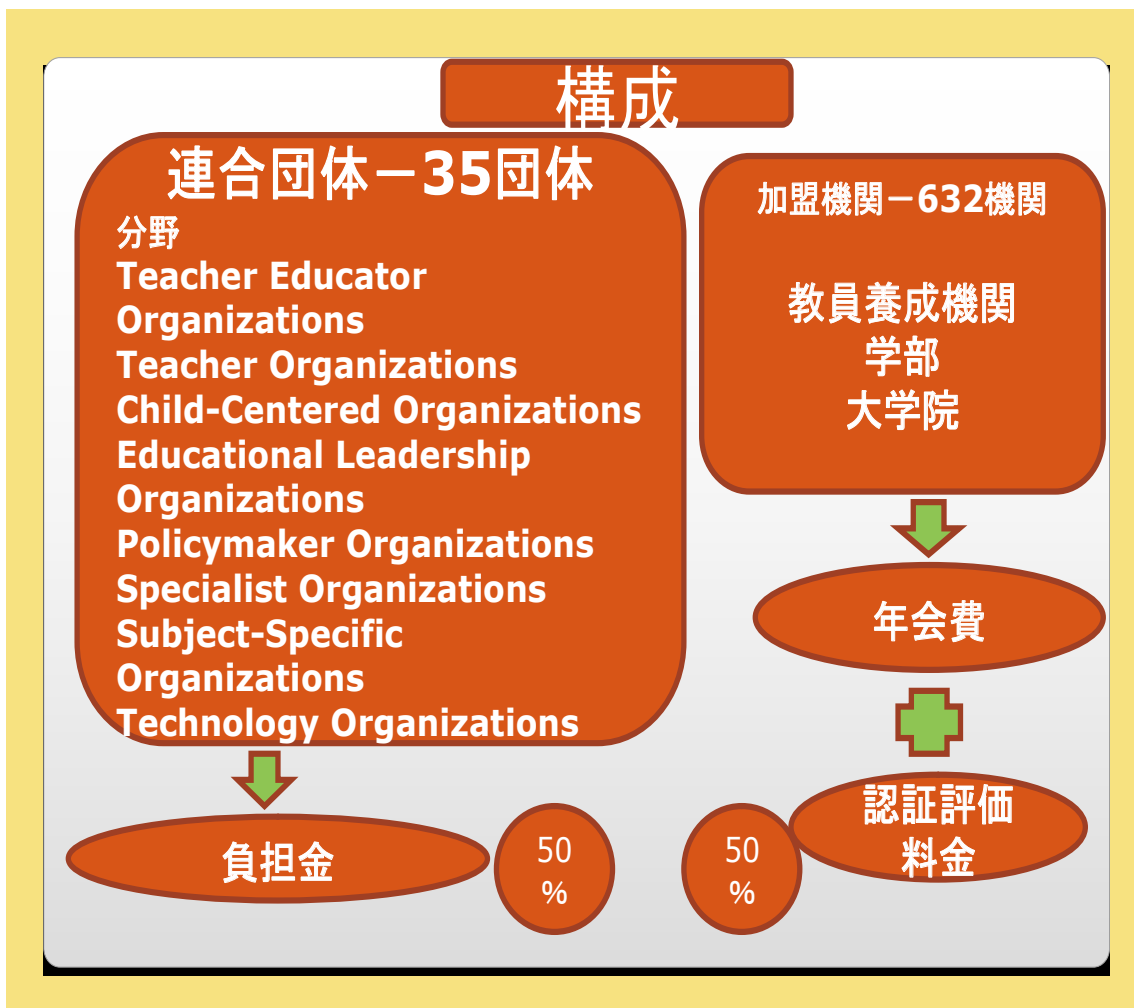 構成
連合団体－35団体
分野
Teacher Educator
Organizations
Teacher Organizations
Child-Centered Organizations
Educational Leadership
Organizations
Policymaker Organizations
Specialist Organizations
Subject-Specific
Organizations
Technology Organizations
負担金
50
%
加盟機関－632機関
教員養成機関
学部
大学院
年会費
認証評価
料金
50
%